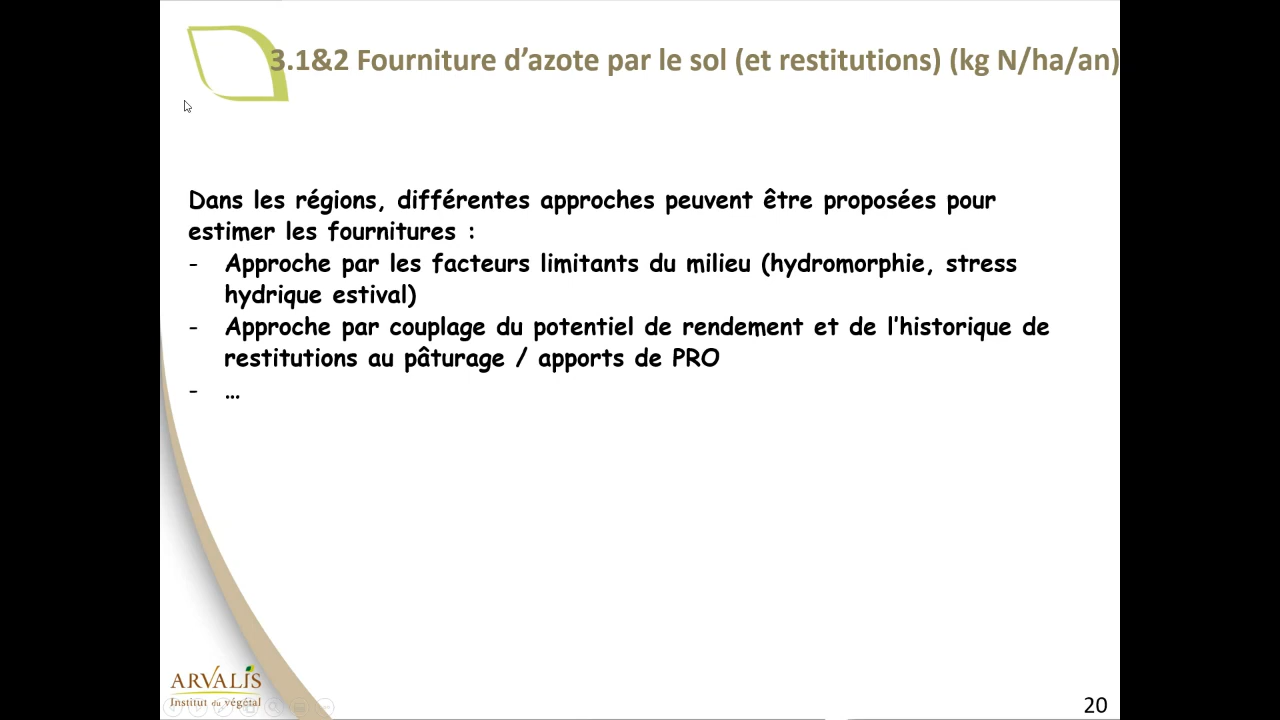 3.1&2 Fourniture d’azote par le sol (et restitutions) (kg N/ha/an)
Dans les régions, différentes approches peuvent être proposées pour
estimer les fournitures :
- Approche par les facteurs limitants du milieu (hydromorphie, stress
hydrique estival)
- Approche par couplage du potentiel de rendement et de l’historique de
restitutions au pâturage / apports de PRO
- …
ARVALIS
Institut du végétal
20